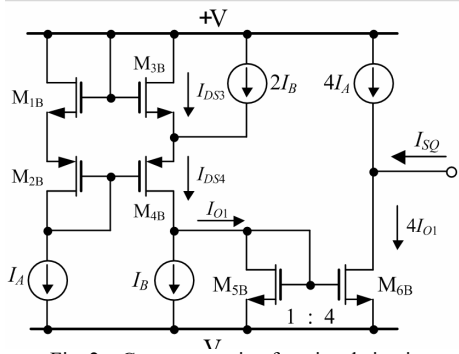 +V
M1B
M3B
IDS3
2IB
4IA
ISQ
M2B
M4B
IDS4
IO1
4IO1
IA
IB
M5B
M6B
1 : 4